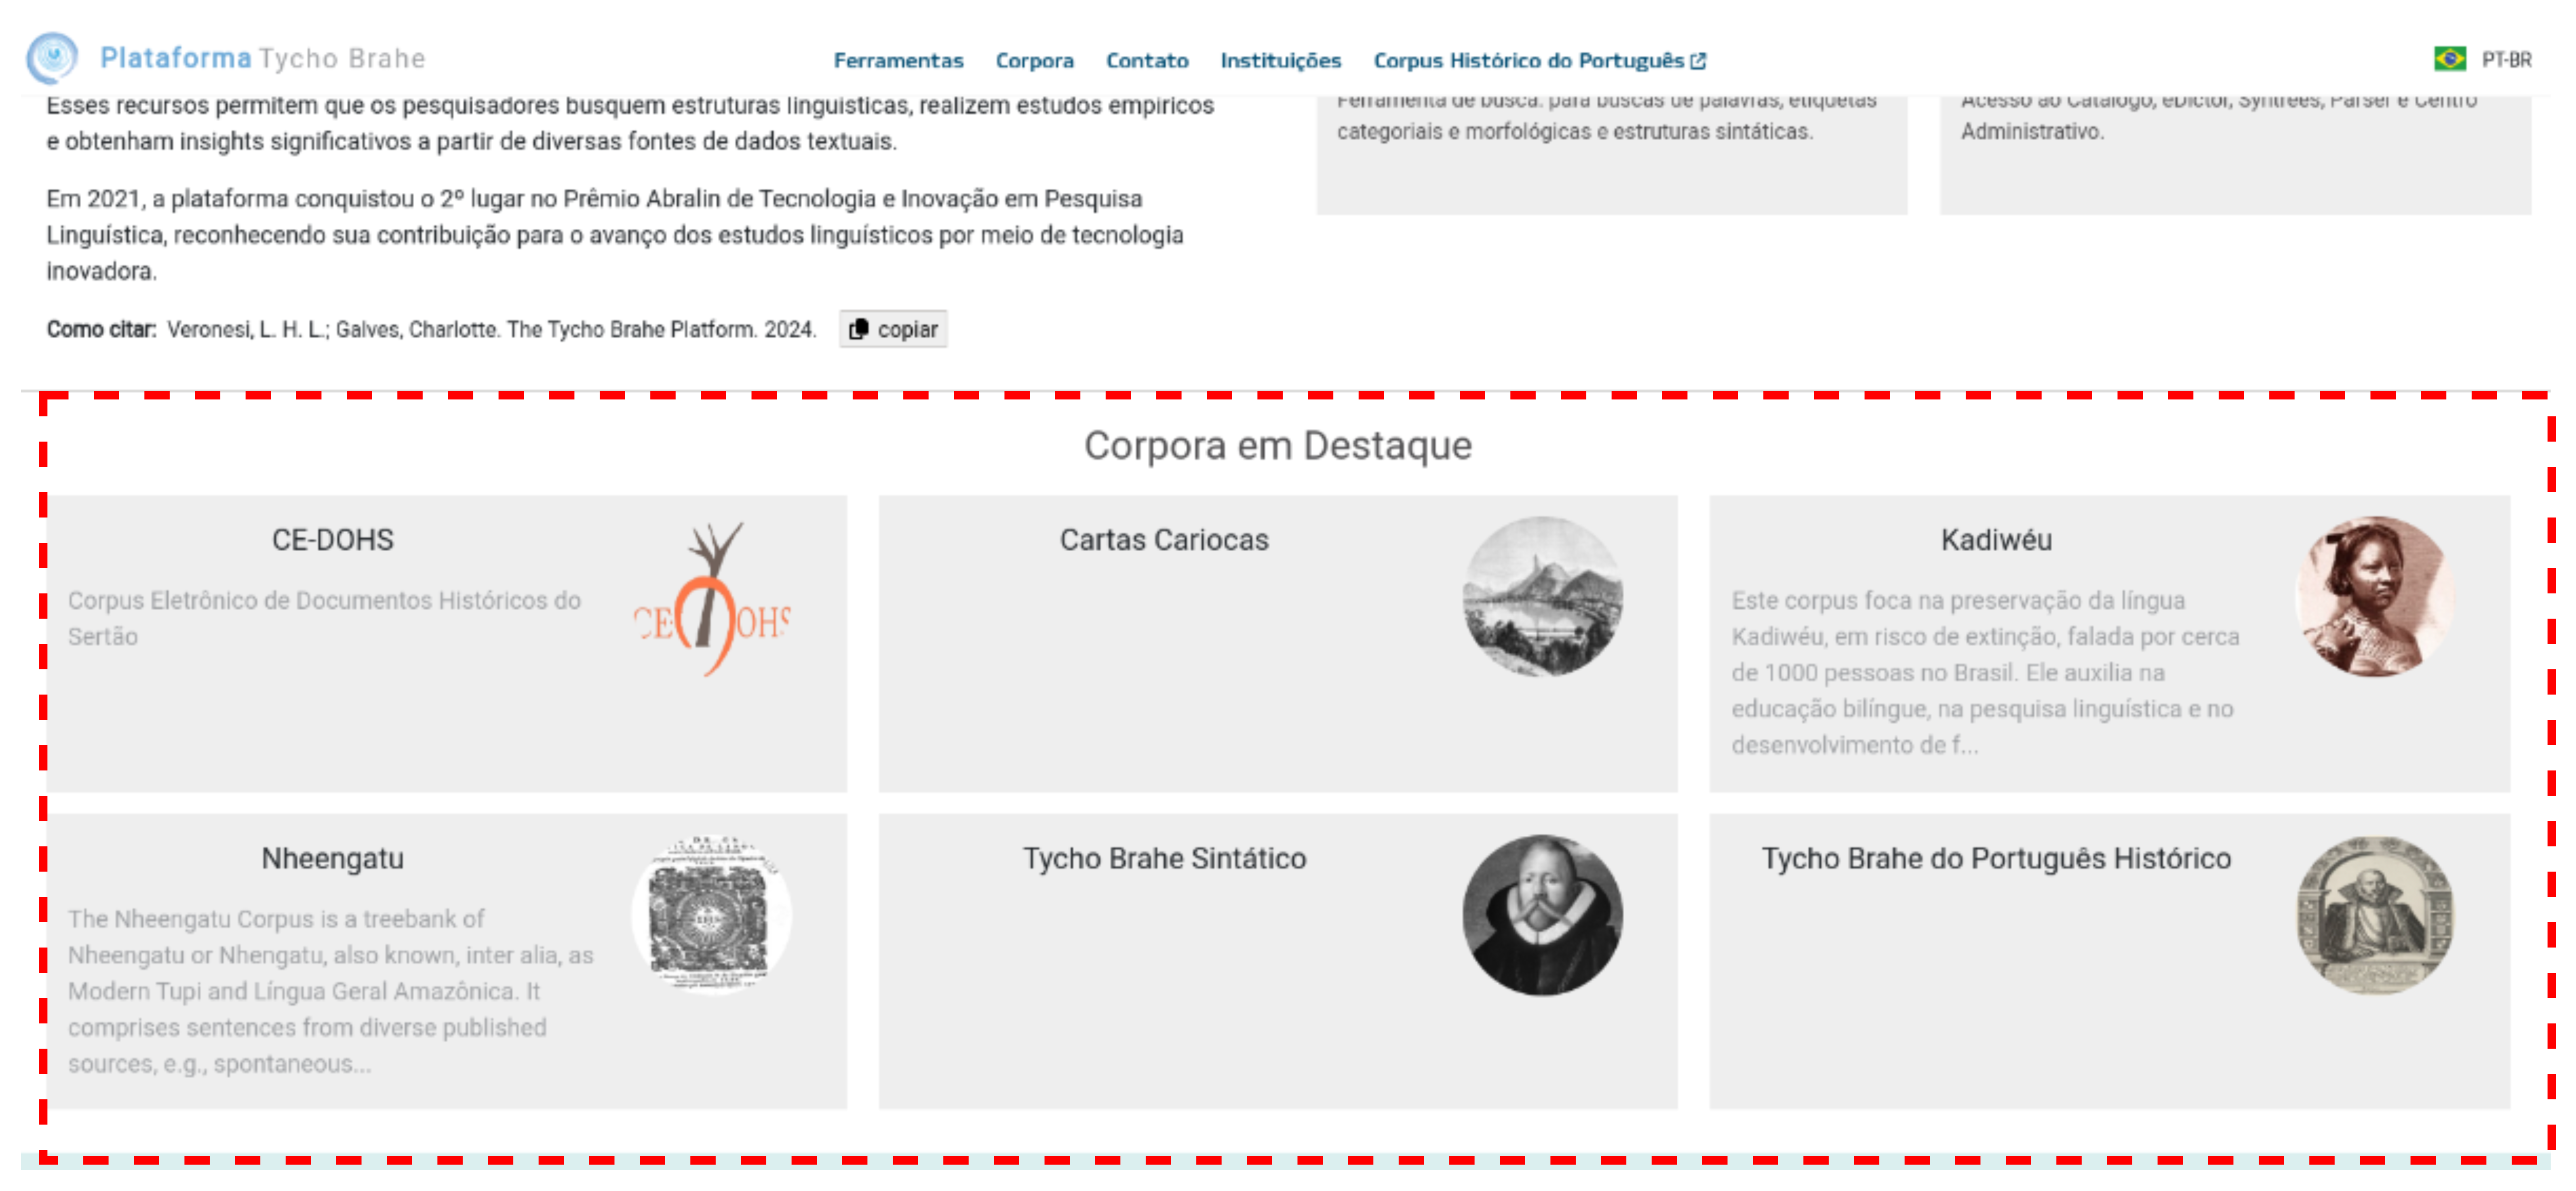 Plataforma Tycho Brahe
Ferramentas Corpora Contato Instituições Corpus Histórico do Português
PT-BR
Esses recursos permitem que os pesquisadores busquem estruturas linguísticas, realizem estudos empíricos
e obtenham insights significativos a partir de diversas fontes de dados textuais.
Em 2021, a plataforma conquistou o 2º lugar no Prêmio Abralin de Tecnologia e Inovação em Pesquisa
Linguística, reconhecendo sua contribuição para o avanço dos estudos linguísticos por meio de tecnologia
inovadora.
Como citar: Veronesi, L. H. L.; Galves, Charlotte. The Tycho Brahe Platform. 2024. copiar
Ferramenta de busca: para buscas de palavras, etiquetas
categoriais e morfológicas e estruturas sintáticas.
Acesso ao Catálogo, eDictor, Syntrees, Parser e Centro
Administrativo.
Corpora em Destaque
CE-DOHS
Corpus Eletrônico de Documentos Históricos do
Sertão
CE DOHS
Cartas Cariocas
Kadiwéu
Este corpus foca na preservação da língua
Kadiwéu, em risco de extinção, falada por cerca
de 1000 pessoas no Brasil. Ele auxilia na
educação bilíngue, na pesquisa linguística e no
desenvolvimento de f...
Nheengatu
The Nheengatu Corpus is a treebank of
Nheengatu or Nhengatu, also known, inter alia, as
Modern Tupi and Língua Geral Amazônica. It
comprises sentences from diverse published
sources, e.g., spontaneous...
Tycho Brahe Sintático
Tycho Brahe do Português Histórico